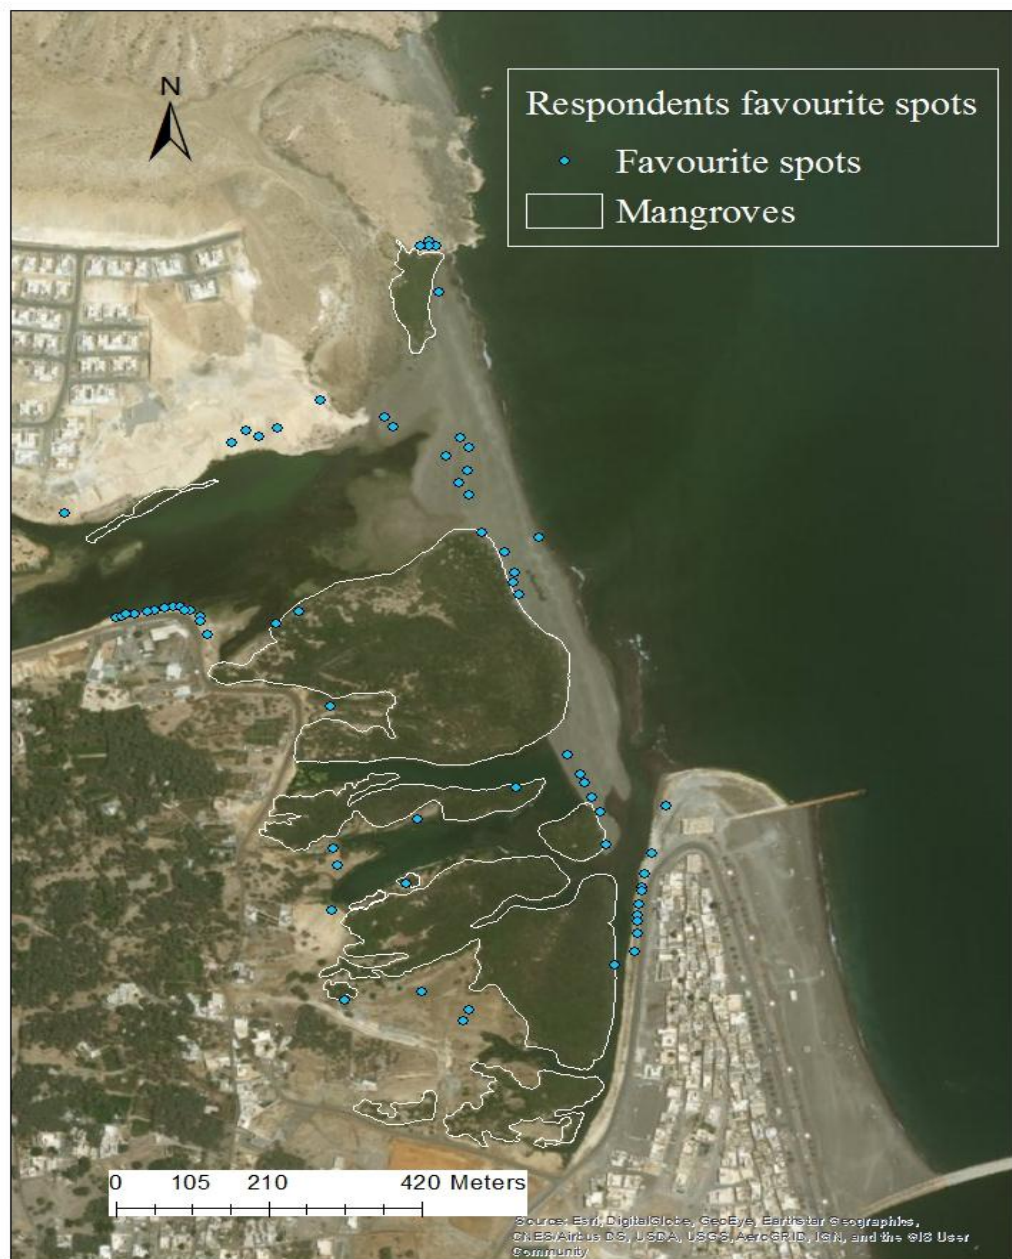 N
Respondents favourite spots
Favourite spots
Mangroves
0 105 210 420 Meters
Source: Esri, DigitalGlobe, GeoEye, Earthstar Geographics,
CNES/Airbus DS, USDA, USGS, AeroGRID, IGN, and the GIS User
Community